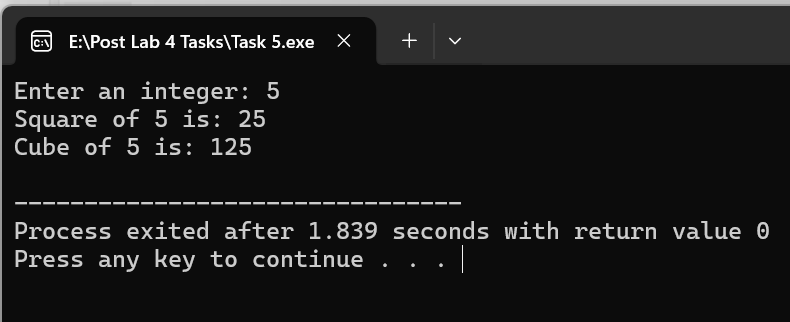 E:\Post Lab 4 Tasks\Task 5.exe
Enter an integer: 5
Square of 5 is: 25
Cube of 5 is: 125
--------------------------------
Process exited after 1.839 seconds with return value 0
Press any key to continue . . .